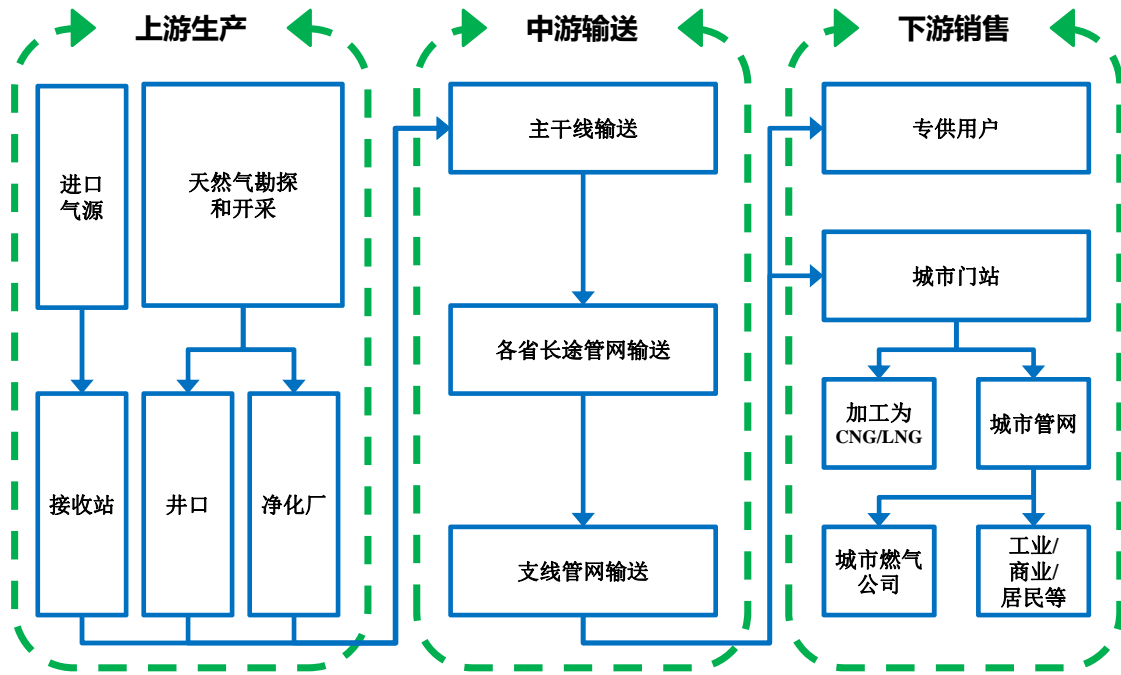 上游生产
中游输送
下游销售
进口
气源
天然气勘探
和开采
接收站
井口
净化厂
主干线输送
各省长途管网输送
支线管网输送
专供用户
城市门站
加工为
CNG/LNG
城市管网
城市燃气
公司
工业/
商业/
居民等